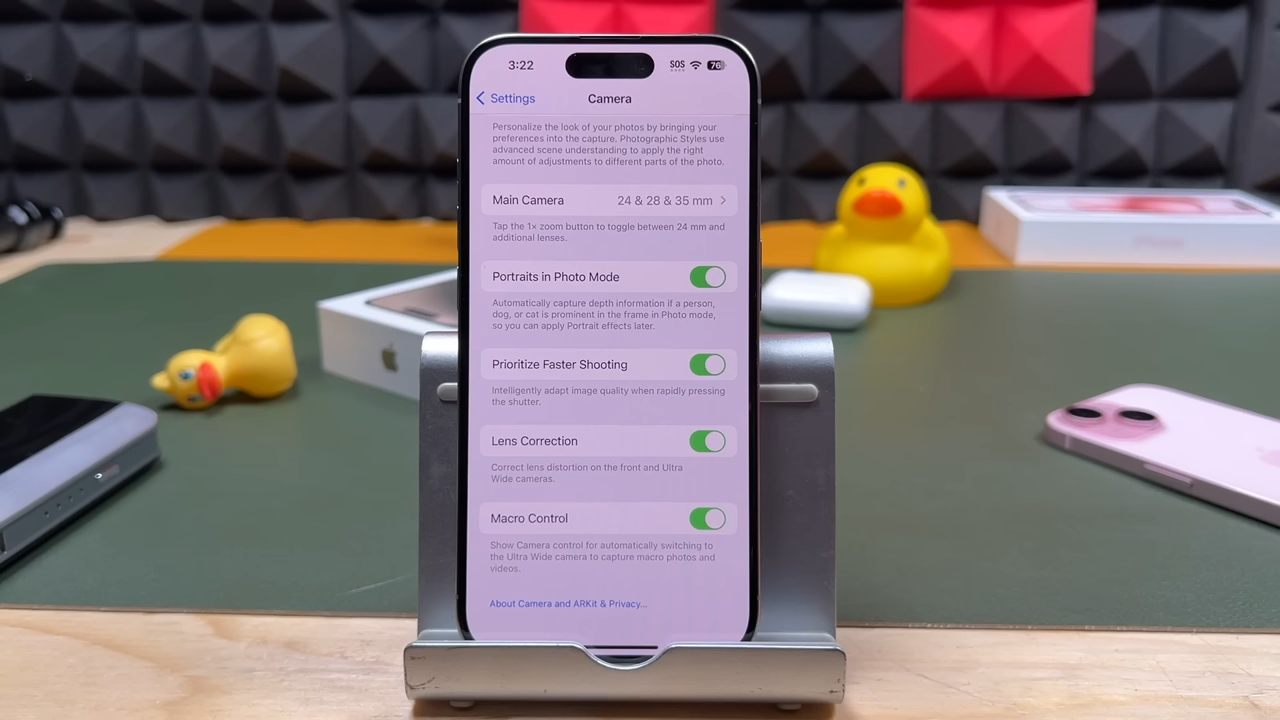 3:22 SOS 76
Settings Camera
Personalize the look of your photos by bringing your
preferences into the capture. Photographic Styles use
advanced scene understanding to apply the right
amount of adjustments to different parts of the photo.
Main Camera 24 & 28 & 35 mm
Tap the 1× zoom button to toggle between 24 mm and
additional lenses.
Portraits in Photo Mode
Automatically capture depth information if a person,
dog, or cat is prominent in the frame in Photo mode,
so you can apply Portrait effects later.
Prioritize Faster Shooting
Intelligently adapt image quality when rapidly pressing
the shutter.
Lens Correction
Correct lens distortion on the front and Ultra
Wide cameras.
Macro Control
Show Camera control for automatically switching to
the Ultra Wide camera to capture macro photos and
videos.
About Camera and ARKit & Privacy...